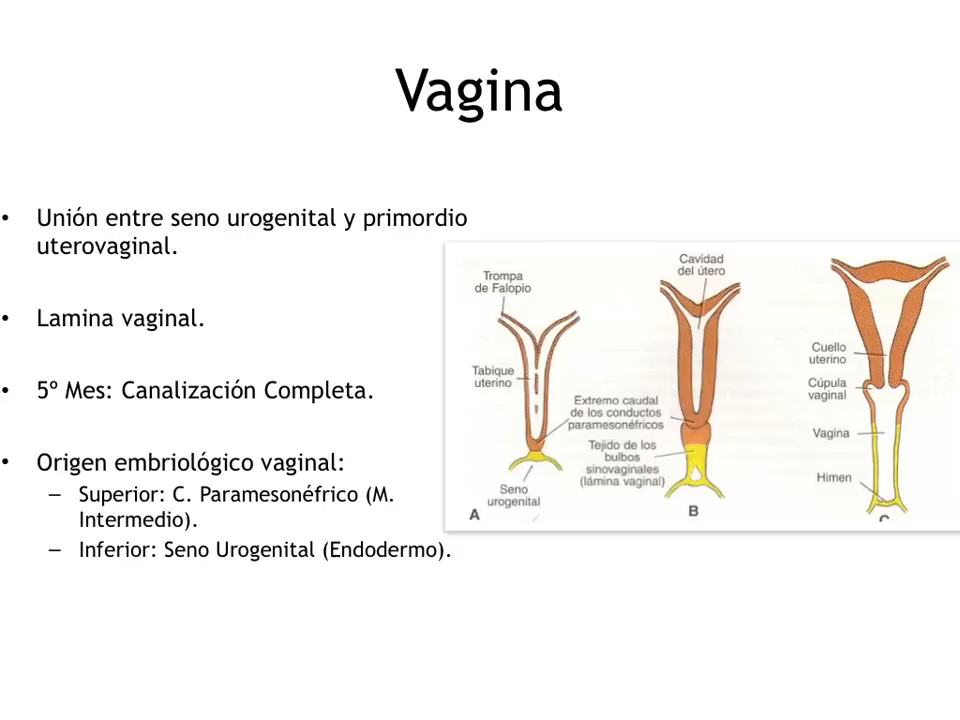 Vagina
• Unión entre seno urogenital y primordio
uterovaginal.
• Lamina vaginal.
• 5º Mes: Canalización Completa.
• Origen embriológico vaginal:
– Superior: C. Paramesonéfrico (M.
Intermedio).
– Inferior: Seno Urogenital (Endodermo).
Trompa
de Falopio
Tabique
uterino
Seno
urogenital
A
Cavidad
del útero
Extremo caudal
de los conductos
paramesonéfricos
Tejido de los
bulbos
sinovaginales
(lámina vaginal)
B
Cuello
uterino
Cúpula
vaginal
Vagina
Himen